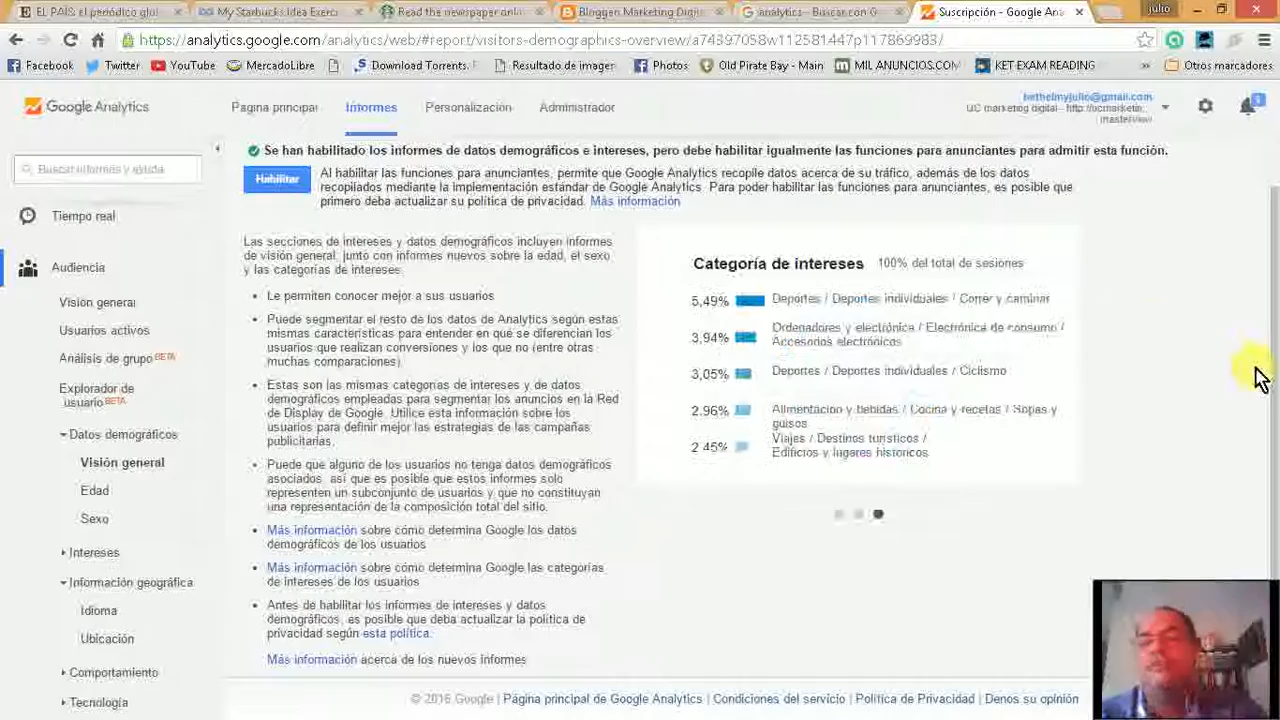 EL PAÍS: el periódico glo
My Starbucks Idea Exerci
Read the newspaper onlin
Blogger: Marketing Digit
analytics - Buscar con G
Suscripción - Google Ana
julio
https://analytics.google.com/analytics/web/#report/visitors-demographics-overview/a74397058w112581447p117869983/
Facebook
Twitter
YouTube
MercadoLibre
Download Torrents.
Resultado de imagen
Photos
Old Pirate Bay - Main
MIL ANUNCIOS.COM
KET EXAM READING
»
Otros marcadores
Google Analytics
Página principal
Informes
Personalización
Administrador
bethelmyjulio@gmail.com
UC marketing digital - http://ucmarketin...
Buscar informes y ayuda
Tiempo real
Audiencia
Visión general
Usuarios activos
Análisis de grupo BETA
Explorador de
usuario BETA
Datos demográficos
Visión general
Edad
Sexo
Intereses
Información geográfica
Idioma
Ubicación
Comportamiento
Tecnología
Se han habilitado los informes de datos demográficos e intereses, pero debe habilitar igualmente las funciones para anunciantes para admitir esta función.
Habilitar
Al habilitar las funciones para anunciantes, permite que Google Analytics recopile datos acerca de su tráfico, además de los datos
recopilados mediante la implementación estándar de Google Analytics. Para poder habilitar las funciones para anunciantes, es posible que
primero deba actualizar su política de privacidad. Más información
Las secciones de intereses y datos demográficos incluyen informes
de visión general, junto con informes nuevos sobre la edad, el sexo
y las categorías de intereses.
• Le permiten conocer mejor a sus usuarios
• Puede segmentar el resto de los datos de Analytics según estas
mismas características para entender en qué se diferencian los
usuarios que realizan conversiones y los que no (entre otras
muchas comparaciones).
• Estas son las mismas categorías de intereses y de datos
demográficos empleadas para segmentar los anuncios en la Red
de Display de Google. Utilice esta información sobre los
usuarios para definir mejor las estrategias de las campañas
publicitarias.
• Puede que alguno de los usuarios no tenga datos demográficos
asociados, así que es posible que estos informes solo
representen un subconjunto de usuarios y que no constituyan
una representación de la composición total del sitio.
• Más información sobre cómo determina Google los datos
demográficos de los usuarios
• Más información sobre cómo determina Google las categorías
de intereses de los usuarios
• Antes de habilitar los informes de intereses y datos
demográficos, es posible que deba actualizar la política de
privacidad según esta política.
Más información acerca de los nuevos informes
Categoría de intereses 100% del total de sesiones
5,49% Deportes / Deportes individuales / Correr y caminar
3,94% Ordenadores y electrónica / Electrónica de consumo /
Accesorios electrónicos
3,05% Deportes / Deportes individuales / Ciclismo
2,96% Alimentación y bebidas / Cocina y recetas / Sopas y
guisos
2,45% Viajes / Destinos turísticos /
Edificios y lugares históricos
© 2016 Google | Página principal de Google Analytics | Condiciones del servicio | Política de Privacidad | Denos su opinión